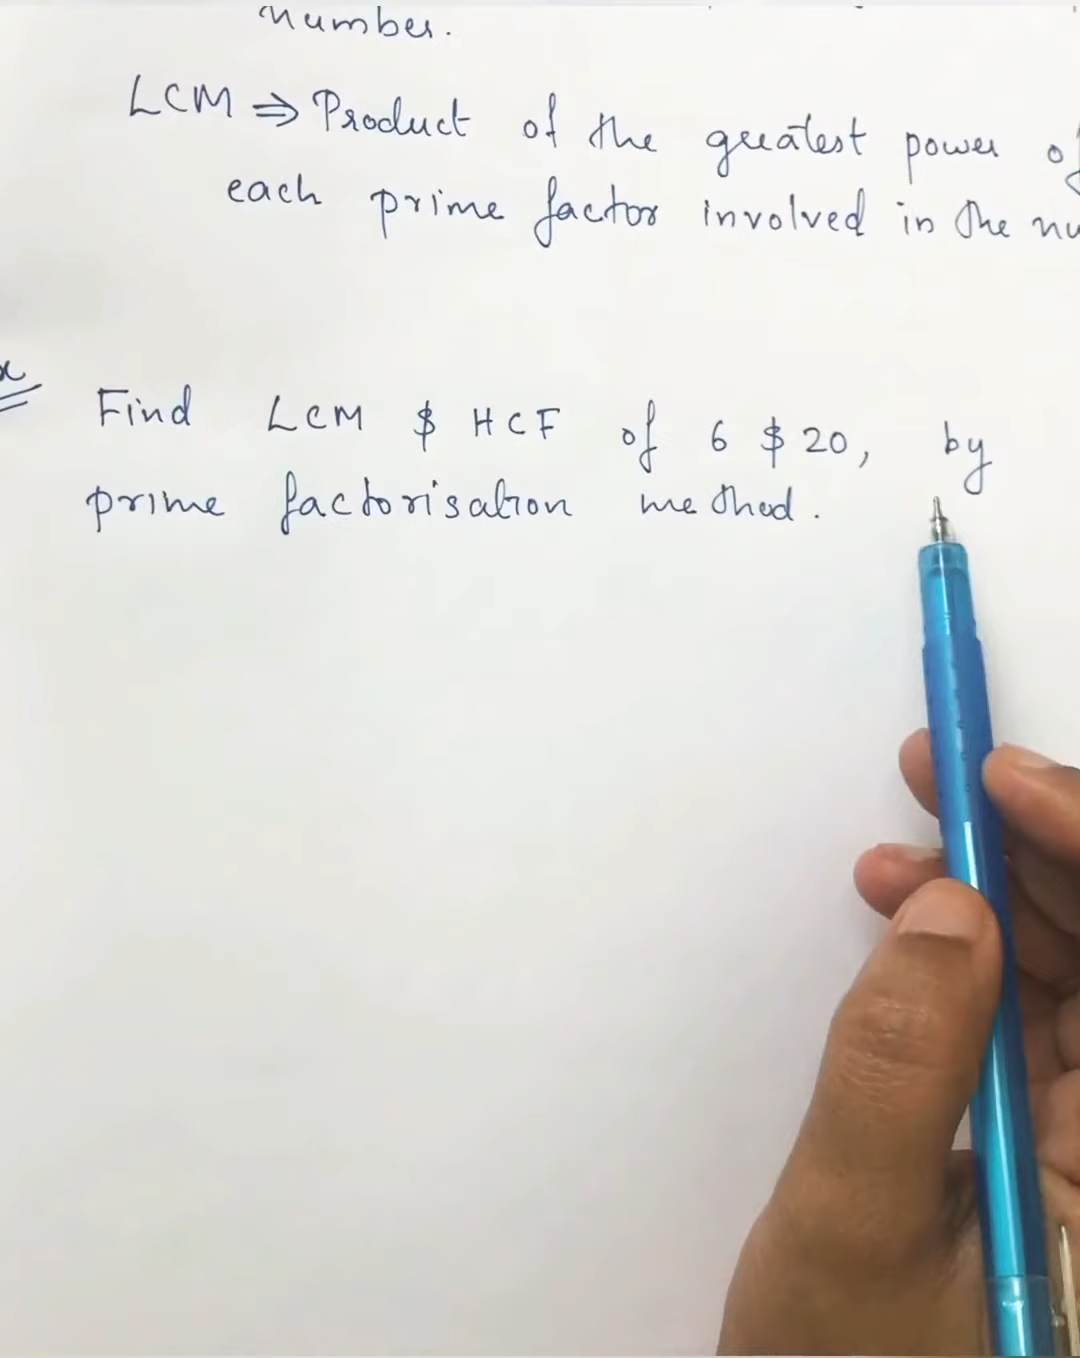 number.
LCM ⇒ Product of the greatest power of
each prime factor involved in the
Find LCM $ HCF of 6 $ 20, by
prime factorisation method.